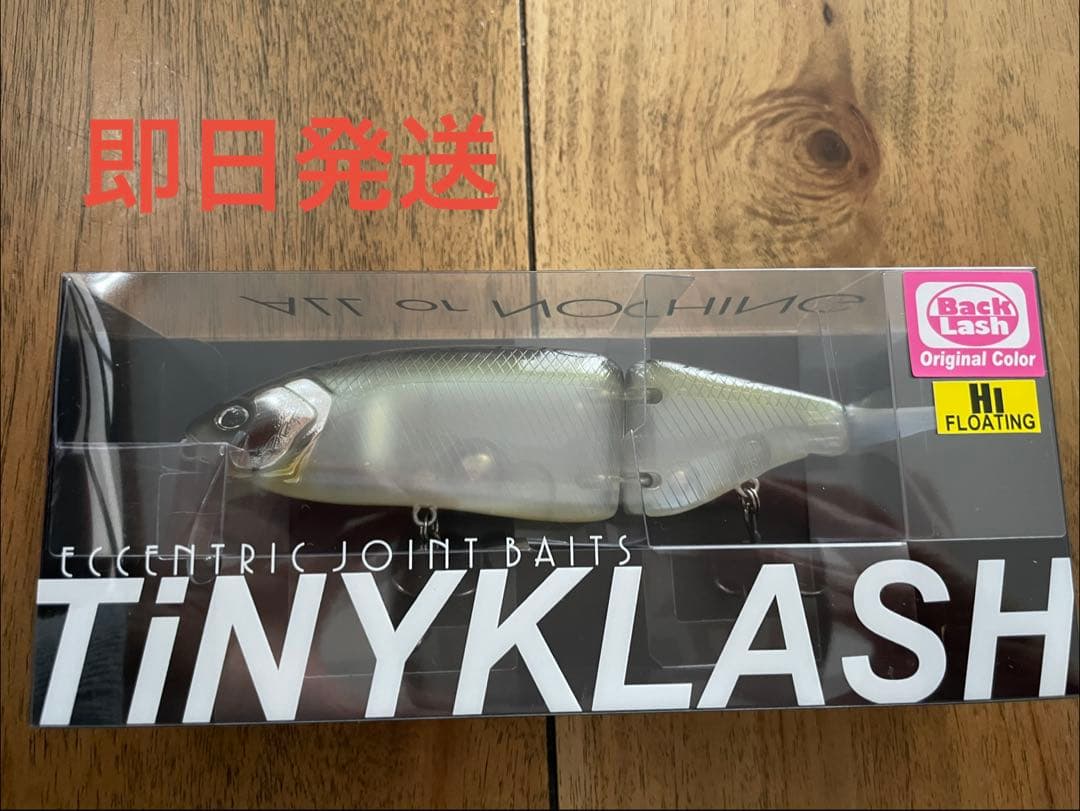 即日発送
ALL or NOTHING
Back
Lash
Original Color
Hi
FLOATING
ECCENTRIC JOINT BAITS
TiNYKLASH